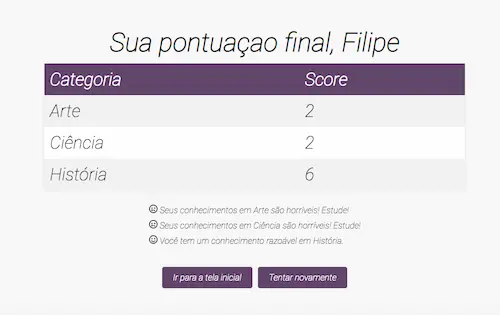 Sua pontuaçao final, Filipe
Categoria Score
Arte 2
Ciência 2
História 6
Seus conhecimentos em Arte são horríveis! Estude!
Seus conhecimentos em Ciência são horríveis! Estude!
Você tem um conhecimento razoável em História.
Ir para a tela inicial Tentar novamente